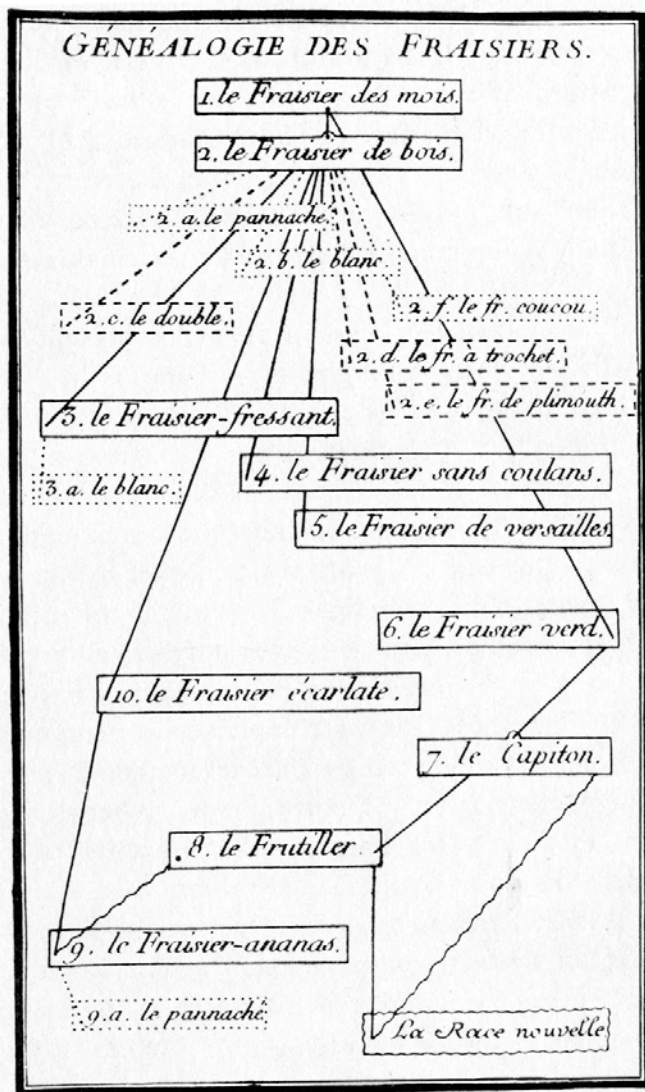 GÉNÉALOGIE DES FRAISIERS.
1. le Fraisier des mois.
2. le Fraisier de bois.
2. a. le pannaché.
2. b. le blanc.
2. c. le double.
2. f. le fr. coucou.
2. d. le fr. à trochet.
2. e. le fr. de plimouth.
3. le Fraisier-fressant.
3. a. le blanc.
4. le Fraisier sans coulans.
5. le Fraisier de versailles.
6. le Fraisier verd.
10. le Fraisier écarlate.
7. le Capiton.
8. le Frutiller.
9. le Fraisier-ananas.
9. a. le pannaché
La Race nouvelle